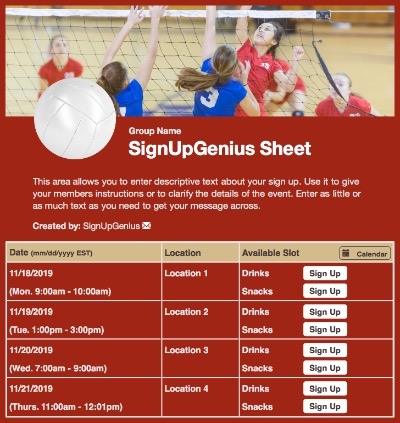 3
Group Name
SignUpGenius Sheet
This area allows you to enter descriptive text about your sign up. Use it to give
your members instructions or to clarify the details of the event. Enter as little or
as much text as you need to get your message across.
Created by: SignUpGenius
Date (mm/dd/yyyy EST) Location Available Slot Calendar
11/18/2019 Location 1 Drinks Sign Up
(Mon. 9:00am - 10:00am) Snacks Sign Up
11/19/2019 Location 2 Drinks Sign Up
(Tue. 1:00pm - 3:00pm) Snacks Sign Up
11/20/2019 Location 3 Drinks Sign Up
(Wed. 7:00am - 9:00am) Snacks Sign Up
11/21/2019 Location 4 Drinks Sign Up
(Thurs. 11:00am - 12:01pm) Snacks Sign Up